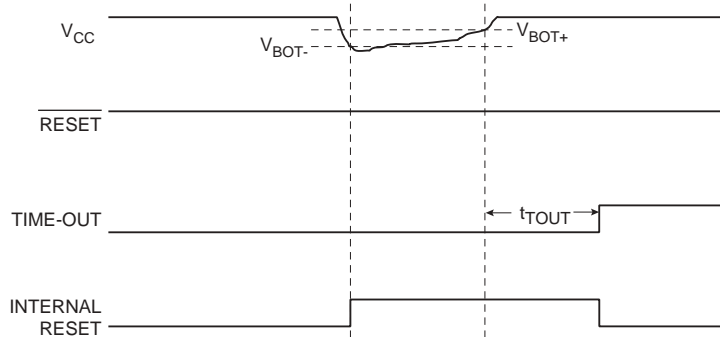 VCC
VBOT-
VBOT+
RESET
TIME-OUT
tTOUT
INTERNAL
RESET